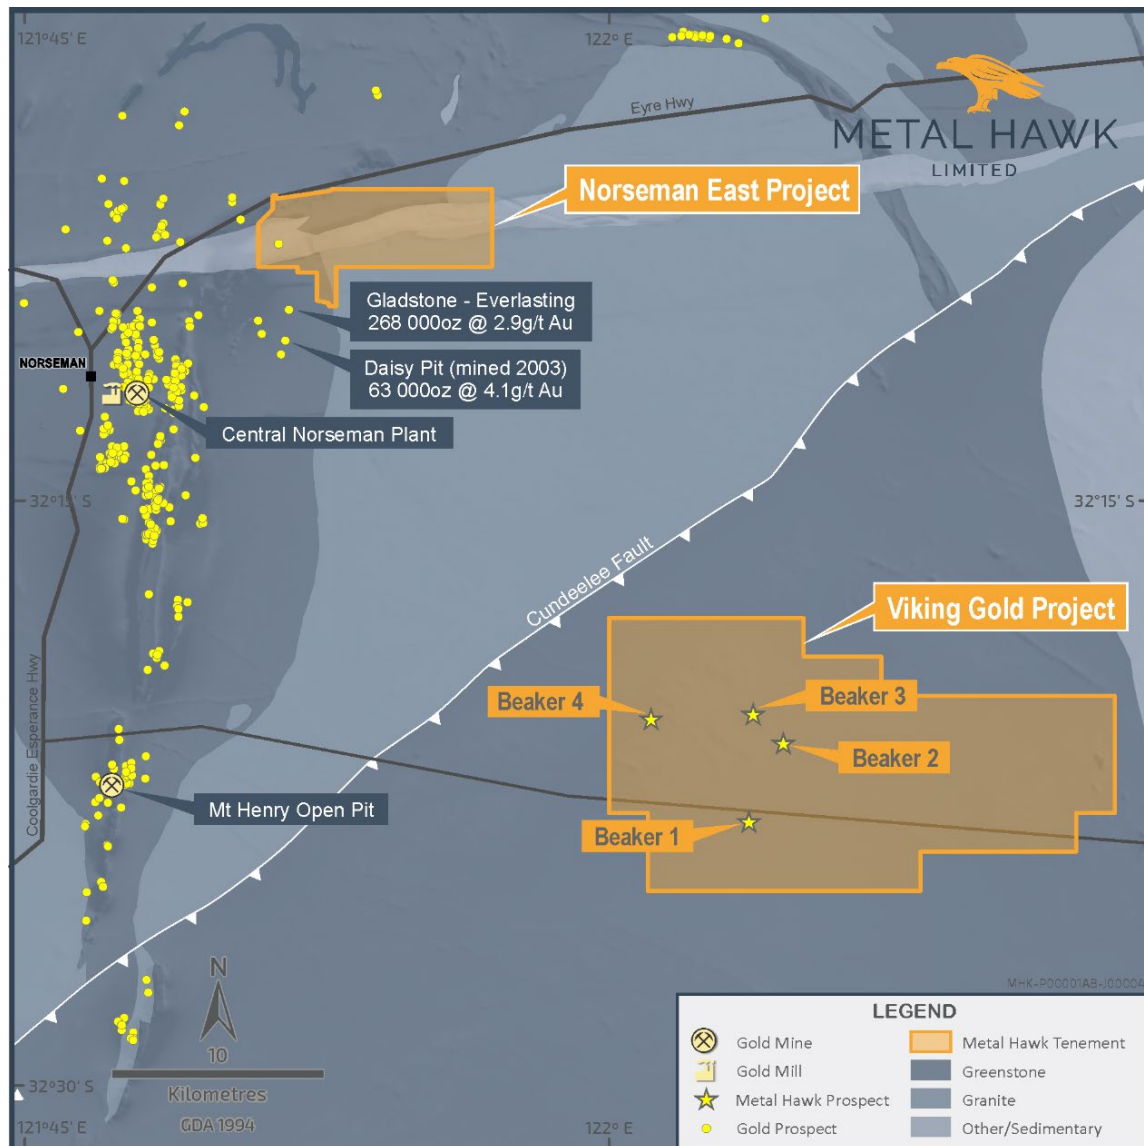 121°45' E
122° E
Eyre Hwy
METAL HAWK
LIMITED
Norseman East Project
Gladstone - Everlasting
268 000oz @ 2.9g/t Au
NORSEMAN
Daisy Pit (mined 2003)
63 000oz @ 4.1g/t Au
Central Norseman Plant
32°15' S
32°15' S
Cundeelee Fault
Viking Gold Project
Beaker 4
Beaker 3
Beaker 2
Coolgardie Esperance Hwy
Mt Henry Open Pit
Beaker 1
N
10
Kilometres
GDA 1994
MHK-P00001AB-J00004
32°30' S
121°45' E
122° E
LEGEND
Gold Mine
Gold Mill
Metal Hawk Prospect
Gold Prospect
Metal Hawk Tenement
Greenstone
Granite
Other/Sedimentary